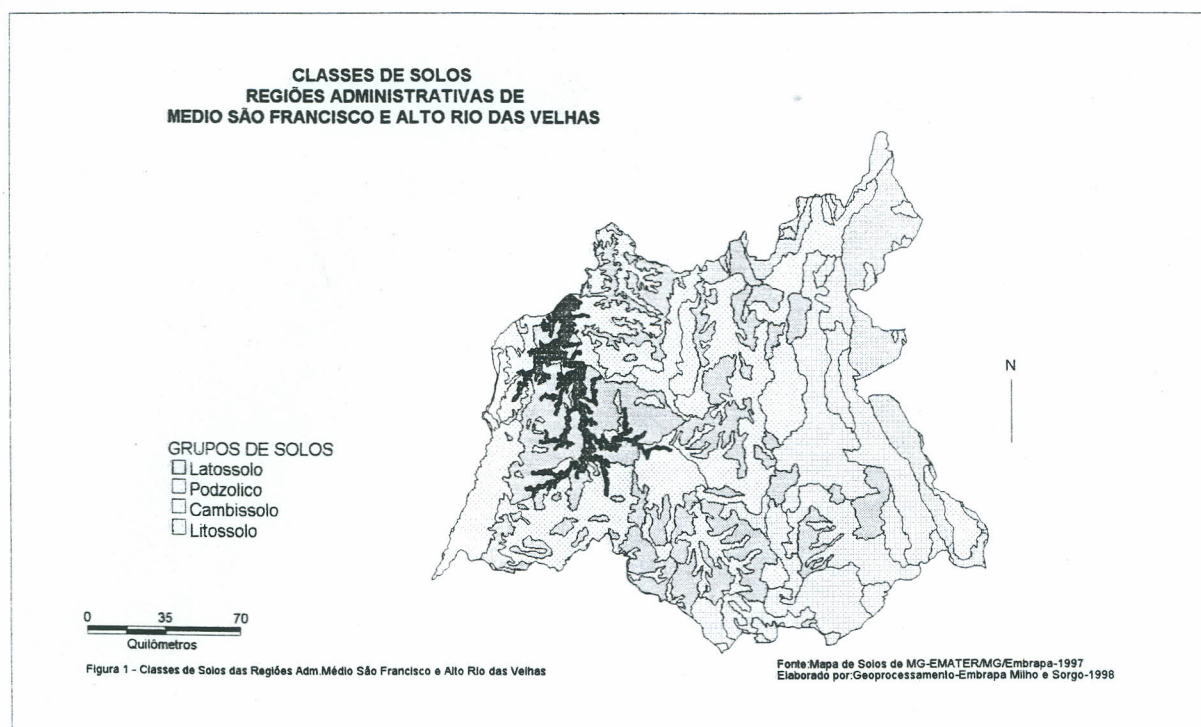 CLASSES DE SOLOS
REGIÕES ADMINISTRATIVAS DE
MEDIO SÃO FRANCISCO E ALTO RIO DAS VELHAS
N
GRUPOS DE SOLOS
Latossolo
Podzolico
Cambissolo
Litossolo
0 35 70
Quilômetros
Figura 1 - Classes de Solos das Regiões Adm.Médio São Francisco e Alto Rio das Velhas
Fonte:Mapa de Solos de MG-EMATER/MG/Embrapa-1997
Elaborado por:Geoprocessamento-Embrapa Milho e Sorgo-1998